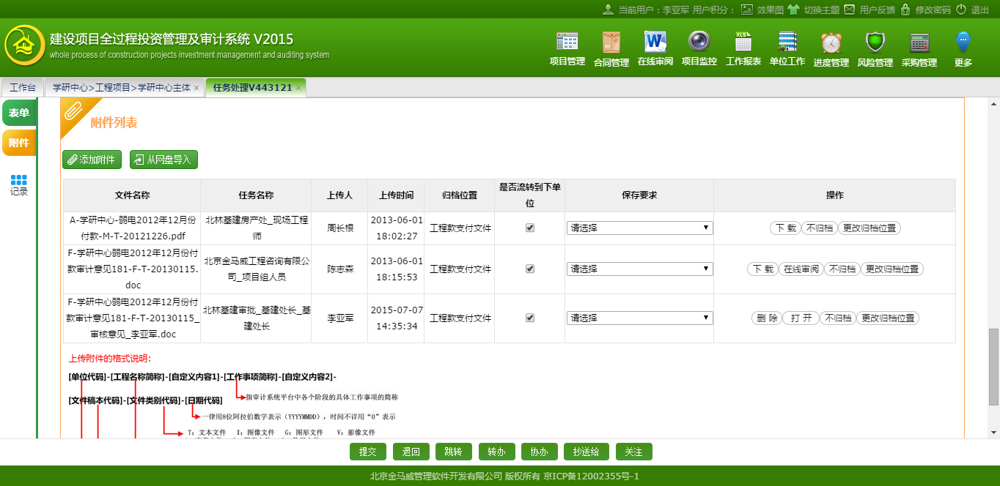 当前用户：李亚军 用户积分： 效果图 切换主题 用户反馈 修改密码 退出
建设项目全过程投资管理及审计系统 V2015
whole process of construction projects investment management and auditing system
项目管理 合同管理 在线审阅 项目监控 工作报表 单位工作 进度管理 风险管理 采购管理 更多
工作台 学研中心>工程项目>学研中心主体 × 任务处理V443121 ×
表单
附件
记录
附件列表
添加附件 从网盘导入
文件名称 任务名称 上传人 上传时间 归档位置 是否流转到下单位 保存要求 操作
A-学研中心-弱电2012年12月份
付款-M-T-20121226.pdf
北林基建房产处_现场工程
师
周长根
2013-06-01
18:02:27
工程款支付文件
请选择
下 载 不归档 更改归档位置
F-学研中心弱电2012年12月份付
款审计意见181-F-T-20130115.
doc
北京金马威工程咨询有限公
司_项目组人员
陈志森
2013-06-01
18:15:53
工程款支付文件
请选择
下 载 在线审阅 不归档 更改归档位置
F-学研中心弱电2012年12月份付
款审计意见181-F-T-20130115_
审核意见_李亚军.doc
北林基建审批_基建处长_基
建处长
李亚军
2015-07-07
14:35:34
工程款支付文件
请选择
删 除 打 开 不归档 更改归档位置
上传附件的格式说明:
[单位代码]-[工程名称简称]-[自定义内容1]-[工作事项简称]-[自定义内容2]-
指审计系统平台中各个阶段的具体工作事项的简称
[文件稿本代码]-[文件类别代码]-[日期代码]
一律用8位阿拉伯数字表示（YYYYMMDD），时间不详用“0”表示
T：文本文件 I：图像文件 G：图形文件 V：影像文件
提交 退回 跳转 转办 协办 抄送给 关注
北京金马威管理软件开发有限公司 版权所有 京ICP备12002355号-1